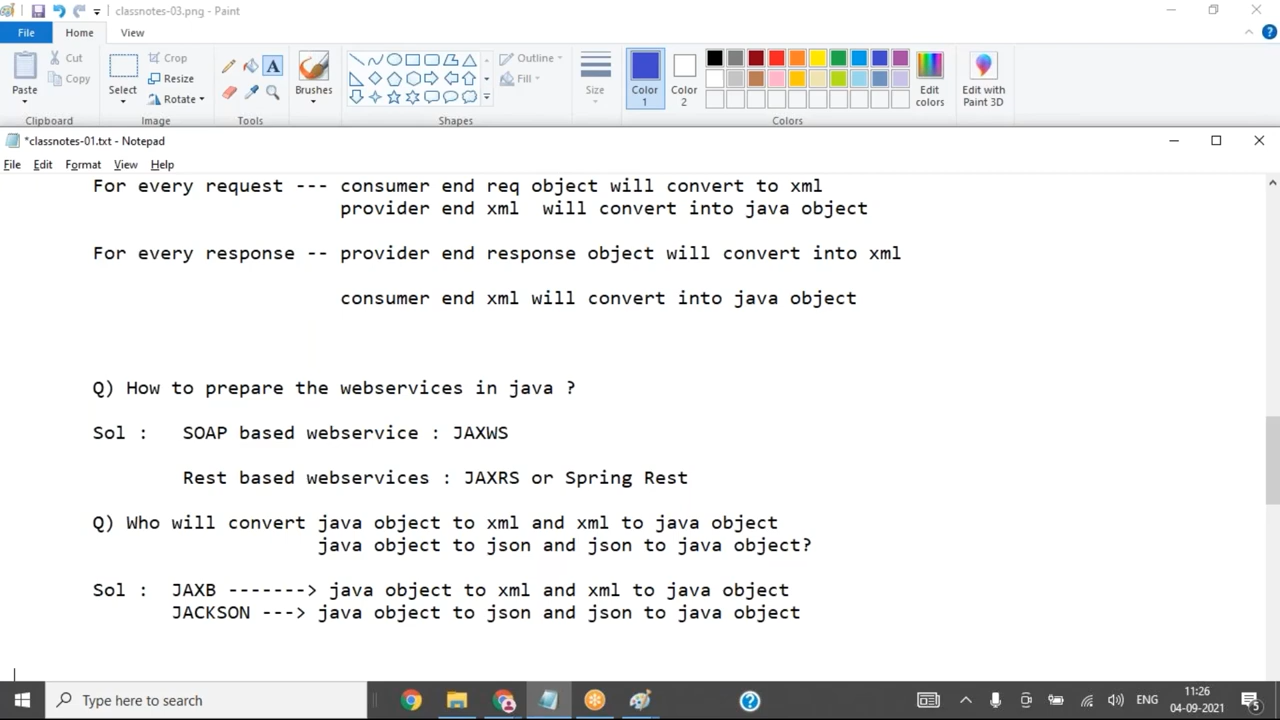 classnotes-03.png - Paint
File Home View
Paste
Cut
Copy
Clipboard
Select
Crop
Resize
Rotate
Image
A
Tools
Brushes
Shapes
Outline
Fill
Size
Color 1
Color 2
Edit colors
Edit with Paint 3D
Colors
*classnotes-01.txt - Notepad
File Edit Format View Help
For every request --- consumer end req object will convert to xml
provider end xml will convert into java object
For every response -- provider end response object will convert into xml
consumer end xml will convert into java object
Q) How to prepare the webservices in java ?
Sol : SOAP based webservice : JAXWS
Rest based webservices : JAXRS or Spring Rest
Q) Who will convert java object to xml and xml to java object
java object to json and json to java object?
Sol : JAXB -------> java object to xml and xml to java object
JACKSON ---> java object to json and json to java object
Type here to search
ENG
11:26
04-09-2021
5